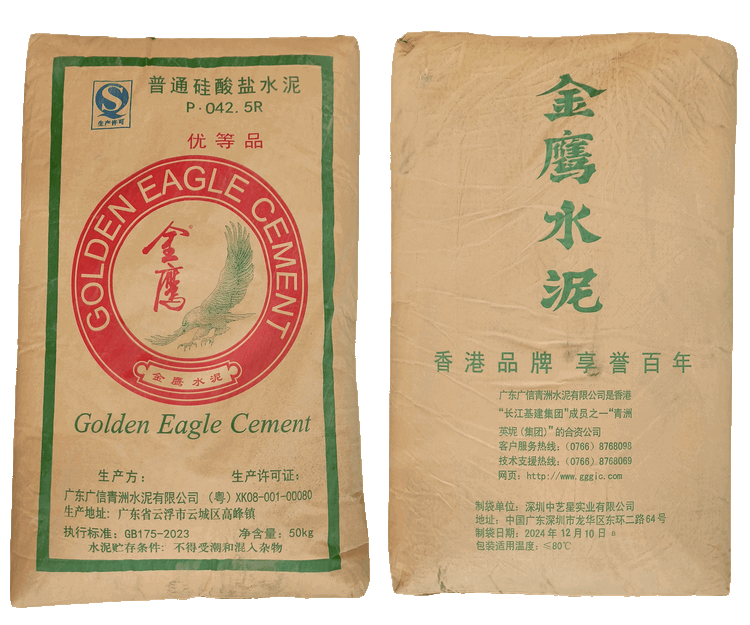 普通硅酸盐水泥
P·O42.5R
S
生产许可
优等品
GOLDEN EAGLE CEMENT
金鹰
金鹰水泥
Golden Eagle Cement
生产方： 生产许可证：
广东广信青洲水泥有限公司 （粤）XK08-001-00080
生产地址：广东省云浮市云城区高峰镇
执行标准：GB175-2023 净含量：50kg
水泥贮存条件：不得受潮和混入杂物
金鹰水泥
香港品牌 享誉百年
广东广信青洲水泥有限公司是香港
“长江基建集团”成员之一“青洲
英坭（集团）”的合资公司
客户服务热线：（0766）8768098
技术支援热线：（0766）8768069
网页：http://www.gggic.com
制袋单位：深圳中艺星实业有限公司
地址：中国广东深圳市龙华区东环二路64号
制袋日期：2024年12月10日。
包装适用温度：≤80℃